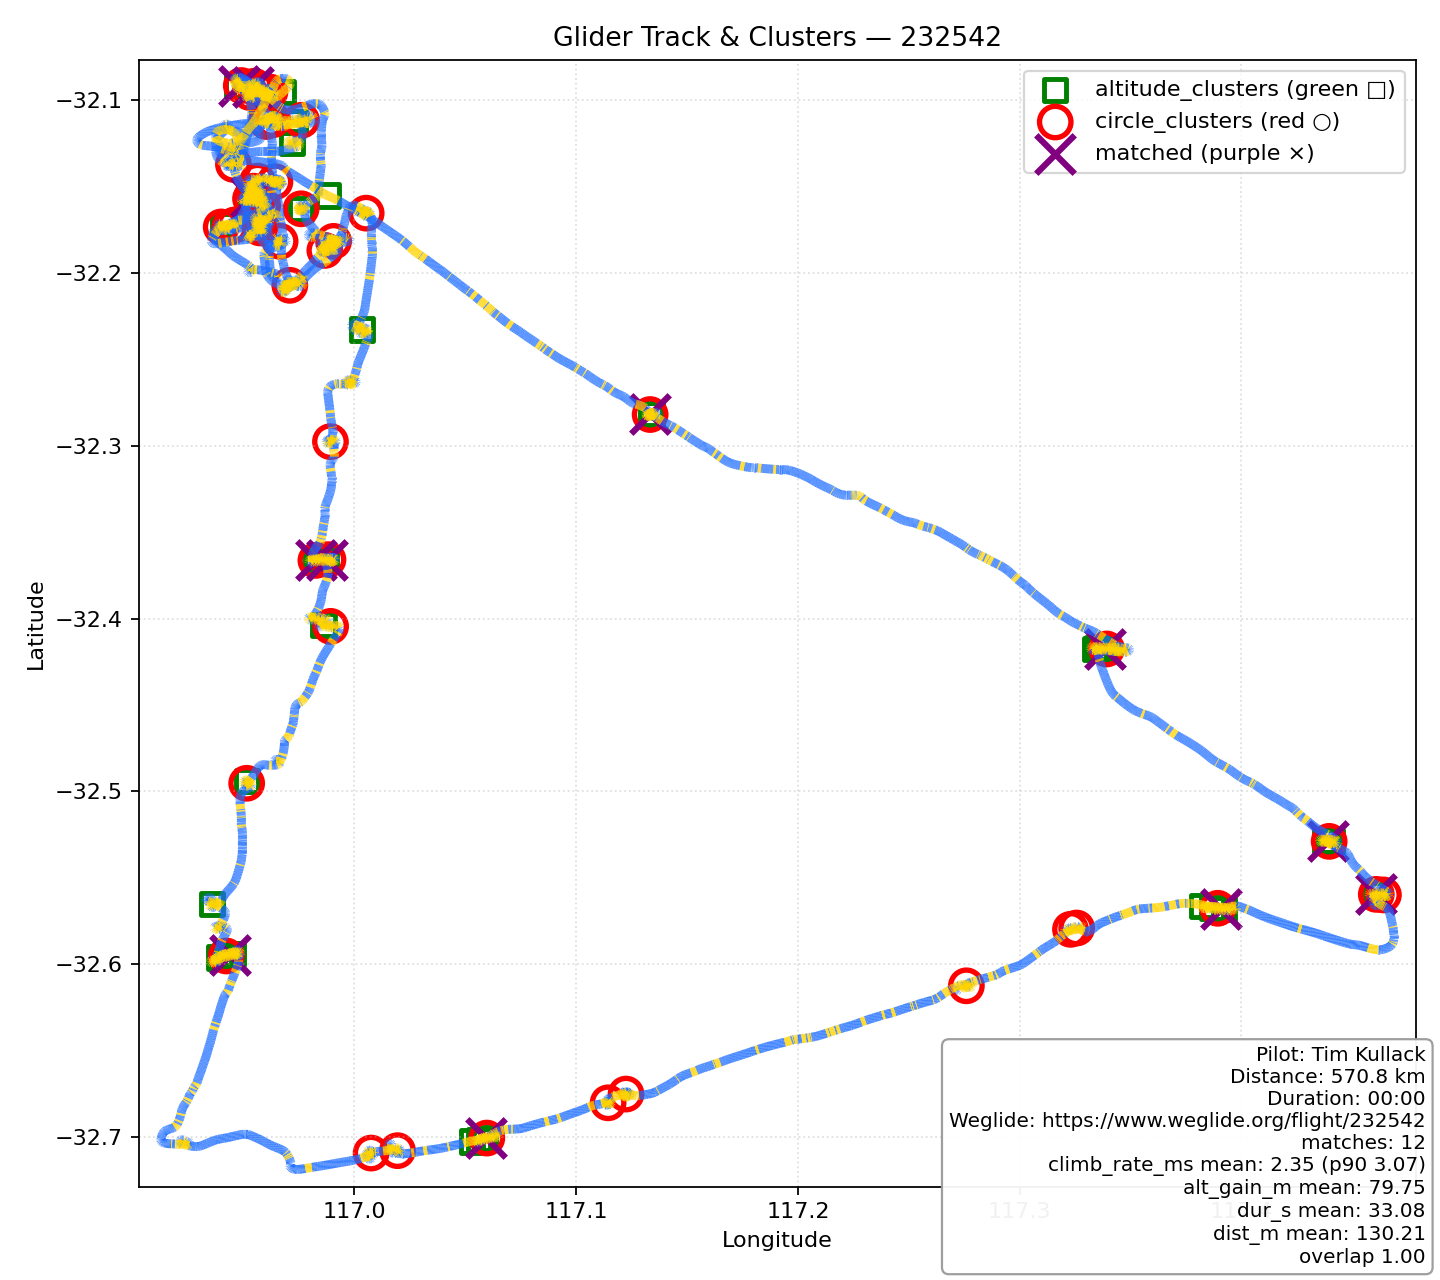 Glider Track & Clusters — 232542
altitude_clusters (green □)
circle_clusters (red ○)
matched (purple ×)
Latitude
−32.1
−32.2
−32.3
−32.4
−32.5
−32.6
−32.7
117.0
117.1
117.2
117.3
Longitude
Pilot: Tim Kullack
Distance: 570.8 km
Duration: 00:00
Weglide: https://www.weglide.org/flight/232542
matches: 12
climb_rate_ms mean: 2.35 (p90 3.07)
alt_gain_m mean: 79.75
dur_s mean: 33.08
dist_m mean: 130.21
overlap 1.00